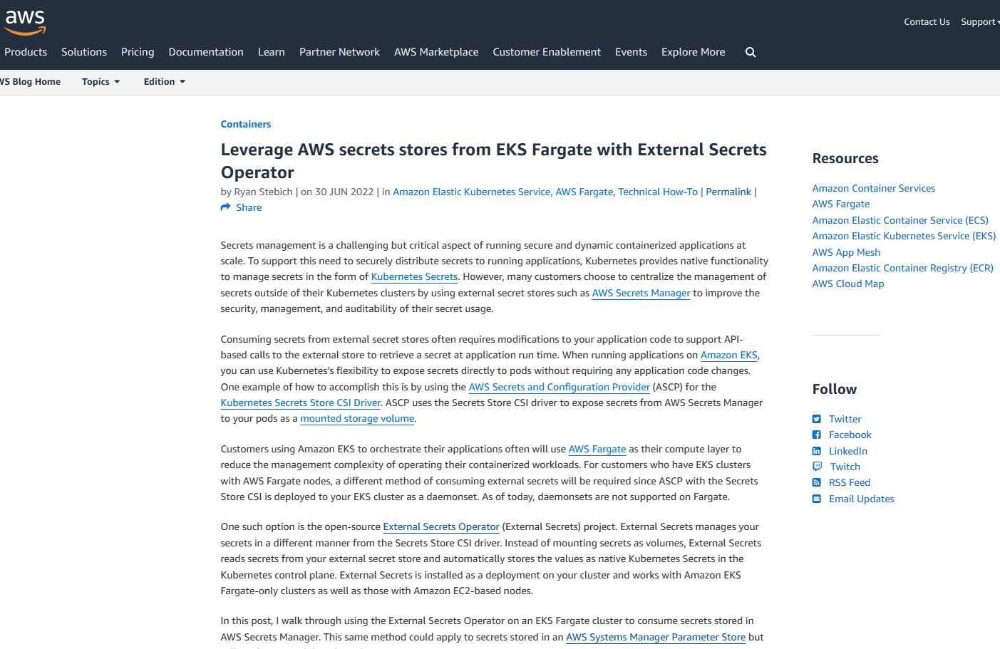 aws
Contact Us Support
Products Solutions Pricing Documentation Learn Partner Network AWS Marketplace Customer Enablement Events Explore More
WS Blog Home Topics Edition
Containers
Leverage AWS secrets stores from EKS Fargate with External Secrets
Operator
by Ryan Stebich | on 30 JUN 2022 | in Amazon Elastic Kubernetes Service, AWS Fargate, Technical How-To | Permalink |
Share
Secrets management is a challenging but critical aspect of running secure and dynamic containerized applications at
scale. To support this need to securely distribute secrets to running applications, Kubernetes provides native functionality
to manage secrets in the form of Kubernetes Secrets. However, many customers choose to centralize the management of
secrets outside of their Kubernetes clusters by using external secret stores such as AWS Secrets Manager to improve the
security, management, and auditability of their secret usage.
Consuming secrets from external secret stores often requires modifications to your application code to support API-
based calls to the external store to retrieve a secret at application run time. When running applications on Amazon EKS,
you can use Kubernetes’s flexibility to expose secrets directly to pods without requiring any application code changes.
One example of how to accomplish this is by using the AWS Secrets and Configuration Provider (ASCP) for the
Kubernetes Secrets Store CSI Driver. ASCP uses the Secrets Store CSI driver to expose secrets from AWS Secrets Manager
to your pods as a mounted storage volume.
Customers using Amazon EKS to orchestrate their applications often will use AWS Fargate as their compute layer to
reduce the management complexity of operating their containerized workloads. For customers who have EKS clusters
with AWS Fargate nodes, a different method of consuming external secrets will be required since ASCP with the Secrets
Store CSI is deployed to your EKS cluster as a daemonset. As of today, daemonsets are not supported on Fargate.
One such option is the open-source External Secrets Operator (External Secrets) project. External Secrets manages your
secrets in a different manner from the Secrets Store CSI driver. Instead of mounting secrets as volumes, External Secrets
reads secrets from your external secret store and automatically stores the values as native Kubernetes Secrets in the
Kubernetes control plane. External Secrets is installed as a deployment on your cluster and works with Amazon EKS
Fargate-only clusters as well as those with Amazon EC2-based nodes.
In this post, I walk through using the External Secrets Operator on an EKS Fargate cluster to consume secrets stored in
AWS Secrets Manager. This same method could apply to secrets stored in an AWS Systems Manager Parameter Store but
Resources
Amazon Container Services
AWS Fargate
Amazon Elastic Container Service (ECS)
Amazon Elastic Kubernetes Service (EKS)
AWS App Mesh
Amazon Elastic Container Registry (ECR)
AWS Cloud Map
Follow
Twitter
Facebook
LinkedIn
Twitch
RSS Feed
Email Updates